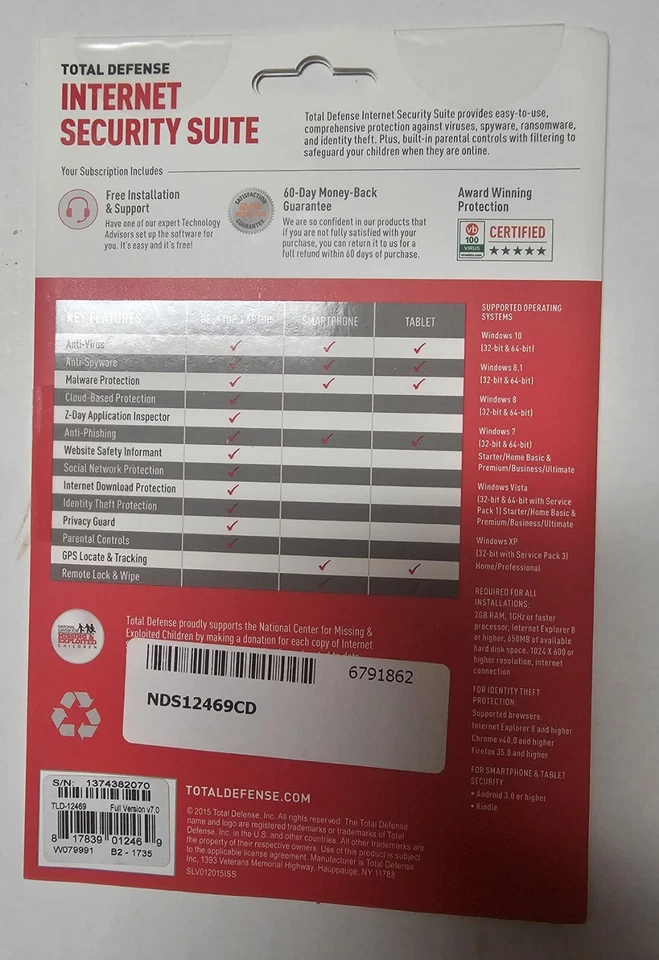 TOTAL DEFENSE
INTERNET
SECURITY SUITE
Total Defense Internet Security Suite provides easy-to-use,
comprehensive protection against viruses, spyware, ransomware,
and identity theft. Plus, built-in parental controls with filtering to
safeguard your children when they are online.
Your Subscription Includes
Free Installation
& Support
Have one of our expert Technology
Advisors set up the software for
you. It's easy and it's free!
SATISFACTION
GUARANTEE
60-Day Money-Back
Guarantee
We are so confident in our products that
if you are not fully satisfied with your
purchase, you can return it to us for a
full refund within 60 days of purchase.
Award Winning
Protection
vb
100
VIRUS
CERTIFIED
KEY FEATURES
DESKTOP/LAPTOP
SMARTPHONE
TABLET
Anti-Virus
Anti-Spyware
Malware Protection
Cloud-Based Protection
Z-Day Application Inspector
Anti-Phishing
Website Safety Informant
Social Network Protection
Internet Download Protection
Identity Theft Protection
Privacy Guard
Parental Controls
GPS Locate & Tracking
Remote Lock & Wipe
SUPPORTED OPERATING
SYSTEMS
Windows 10
(32-bit & 64-bit)
Windows 8.1
(32-bit & 64-bit)
Windows 8
(32-bit & 64-bit)
Windows 7
(32-bit & 64-bit)
Starter/Home Basic &
Premium/Business/Ultimate
Windows Vista
(32-bit & 64-bit with Service
Pack 1) Starter/Home Basic &
Premium/Business/Ultimate
Windows XP
(32-bit with Service Pack 3)
Home/Professional
REQUIRED FOR ALL
INSTALLATIONS:
2GB RAM, 1GHz or faster
processor, Internet Explorer 8
or higher, 650MB of available
hard disk space. 1024 X 600 or
higher resolution, internet
connection
FOR IDENTITY THEFT
PROTECTION:
Supported browsers:
Internet Explorer 8 and higher
Chrome v48.0 and higher
Firefox 35.0 and higher
FOR SMARTPHONE & TABLET
SECURITY
• Android 3.0 or higher
• Kindle
NATIONAL
CENTER FOR
MISSING &
EXPLOITED
CHILDREN
Total Defense proudly supports the National Center for Missing &
Exploited Children by making a donation for each copy of Internet
6791862
NDS12469CD
S/N: 1374382070
TLD-12469 Full Version v7.0
8 17839 01246 9
W079991 B2 - 1735
TOTALDEFENSE.COM
© 2015 Total Defense, Inc. All rights reserved. The Total Defense
name and logo are registered trademarks or trademarks of Total
Defense, Inc. in the U.S. and other countries. All other trademarks are
the property of their respective owners. Use of this product is subject
to the applicable license agreement. Manufacturer is Total Defense
Inc, 1393 Veterans Memorial Highway, Hauppauge, NY 11788
SLV012015ISS